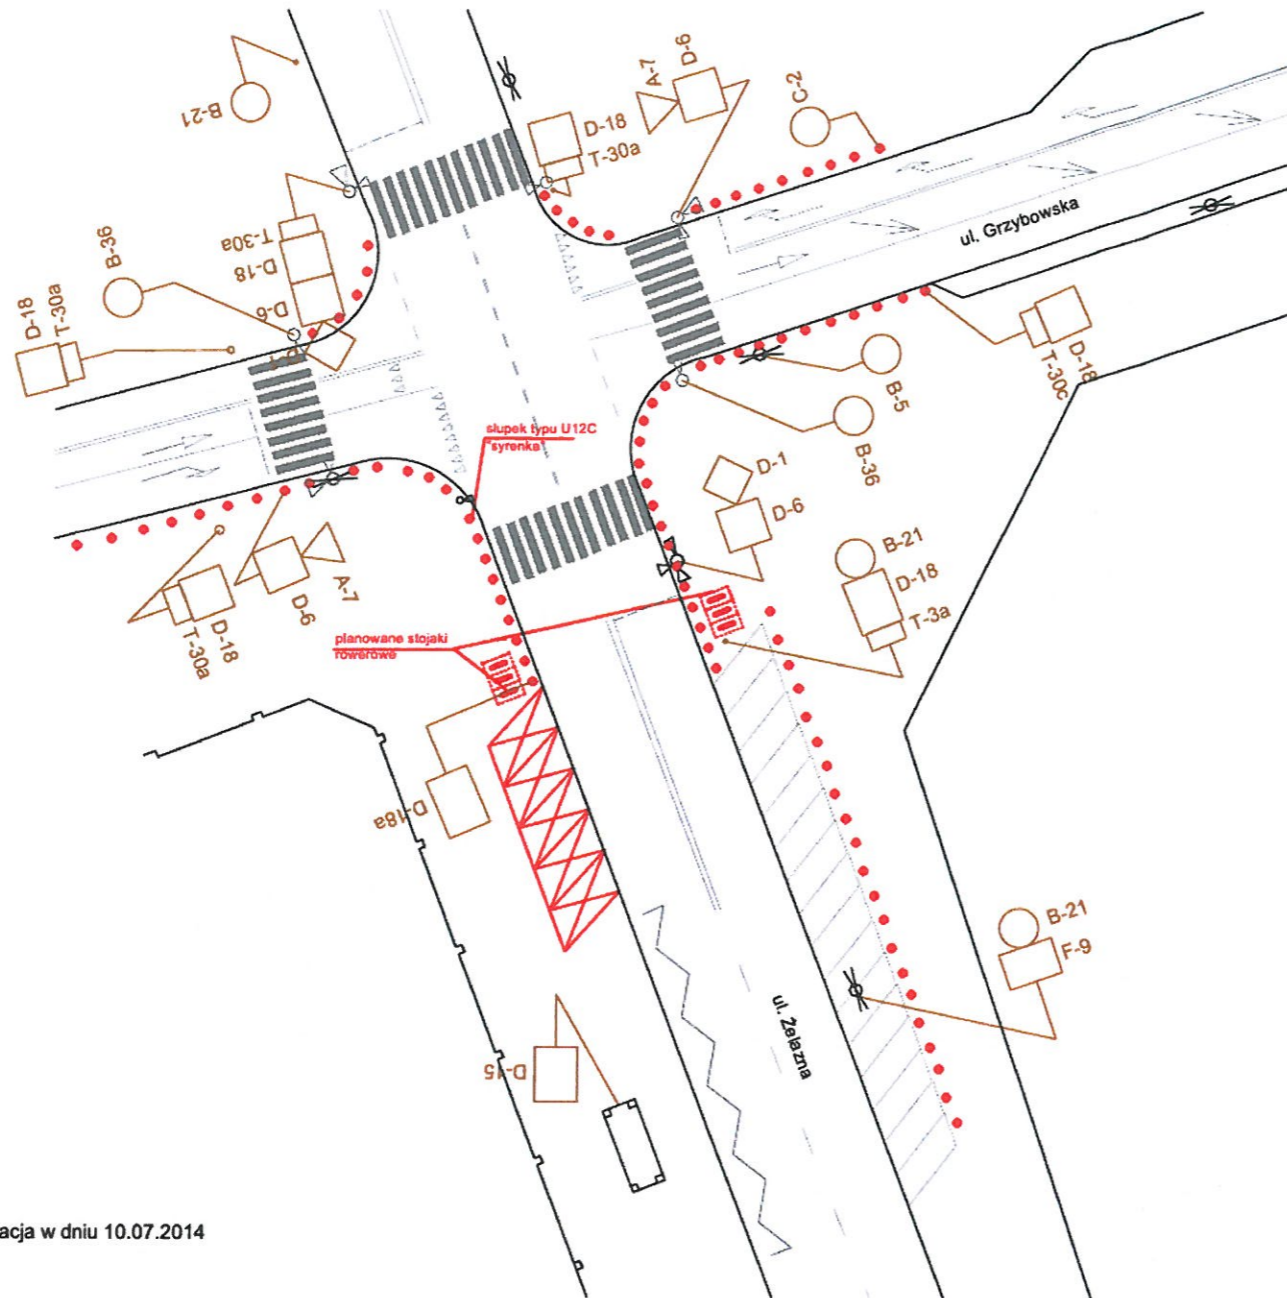 B-21
D-18
T-30a
A-7
D-6
C-2
ul. Grzybowska
B-36
T-30a
D-18
D-6
D-18
T-30a
B-5
B-36
D-18
T-30c
słupek typu U12C
"syrenka"
D-1
D-6
B-21
D-18
T-3a
A-7
D-6
D-18
T-30a
planowane stojaki
rowerowe
D-18a
B-21
F-9
ul. Żelazna
D-15
acja w dniu 10.07.2014